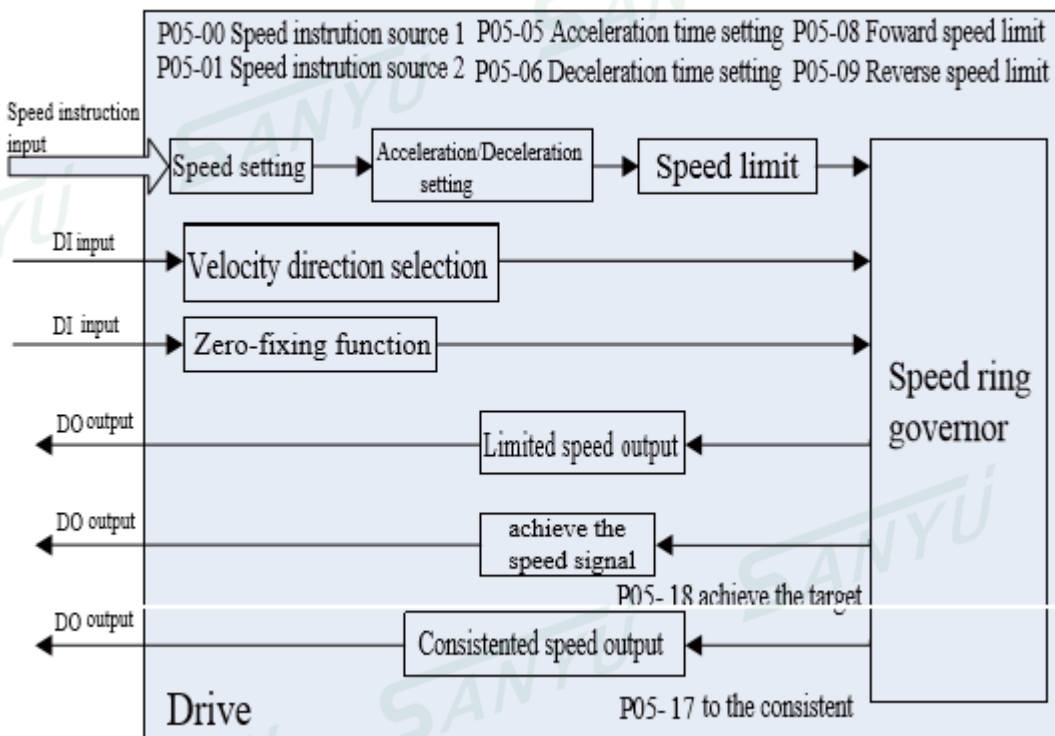 P05-00 Speed instrution source 1 P05-05 Acceleration time setting P05-08 Foward speed limit
P05-01 Speed instrution source 2 P05-06 Deceleration time setting P05-09 Reverse speed limit
Speed instruction
input
Speed setting
Acceleration/Deceleration
setting
Speed limit
DI input
Velocity direction selection
DI input
Zero-fixing function
Speed ring
governor
DO output
Limited speed output
DO output
achieve the
speed signal
P05-18 achieve the target
DO output
Consistented speed output
P05-17 to the consistent
Drive
SANYU
SANYU
SANYU
SANYU